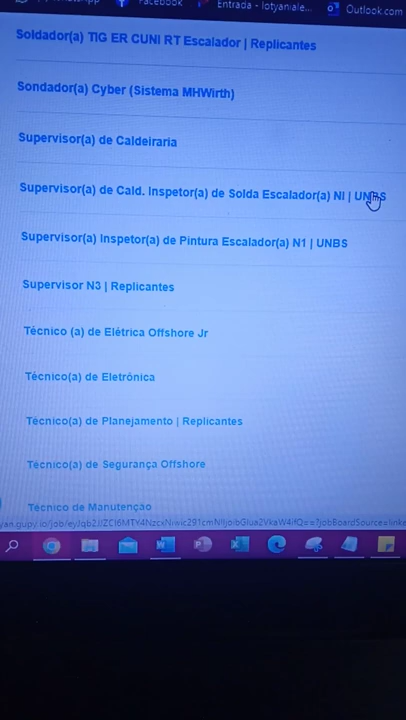 Facebook
Entrada - lotyaniale...
Outlook.com
Soldador(a) TIG ER CUNI RT Escalador | Replicantes
Sondador(a) Cyber (Sistema MHWirth)
Supervisor(a) de Caldeiraria
Supervisor(a) de Cald. Inspetor(a) de Solda Escalador(a) NI | UNBS
Supervisor(a) Inspetor(a) de Pintura Escalador(a) N1 | UNBS
Supervisor N3 | Replicantes
Técnico (a) de Elétrica Offshore Jr
Técnico(a) de Eletrônica
Técnico(a) de Planejamento | Replicantes
Técnico(a) de Segurança Offshore
Técnico de Manutenção